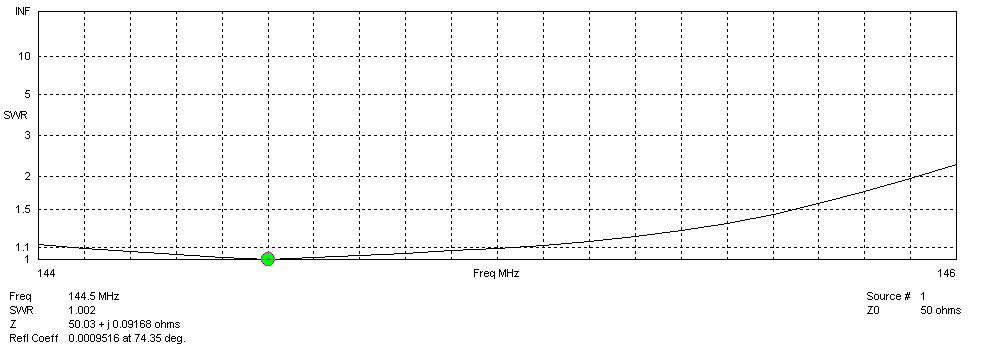 INF
10
5
SWR
3
2
1.5
1.1
1
144 Freq MHz 146
Freq 144.5 MHz Source # 1
SWR 1.002 Z0 50 ohms
Z 50.03 + j 0.09168 ohms
Refl Coeff 0.0009516 at 74.35 deg.